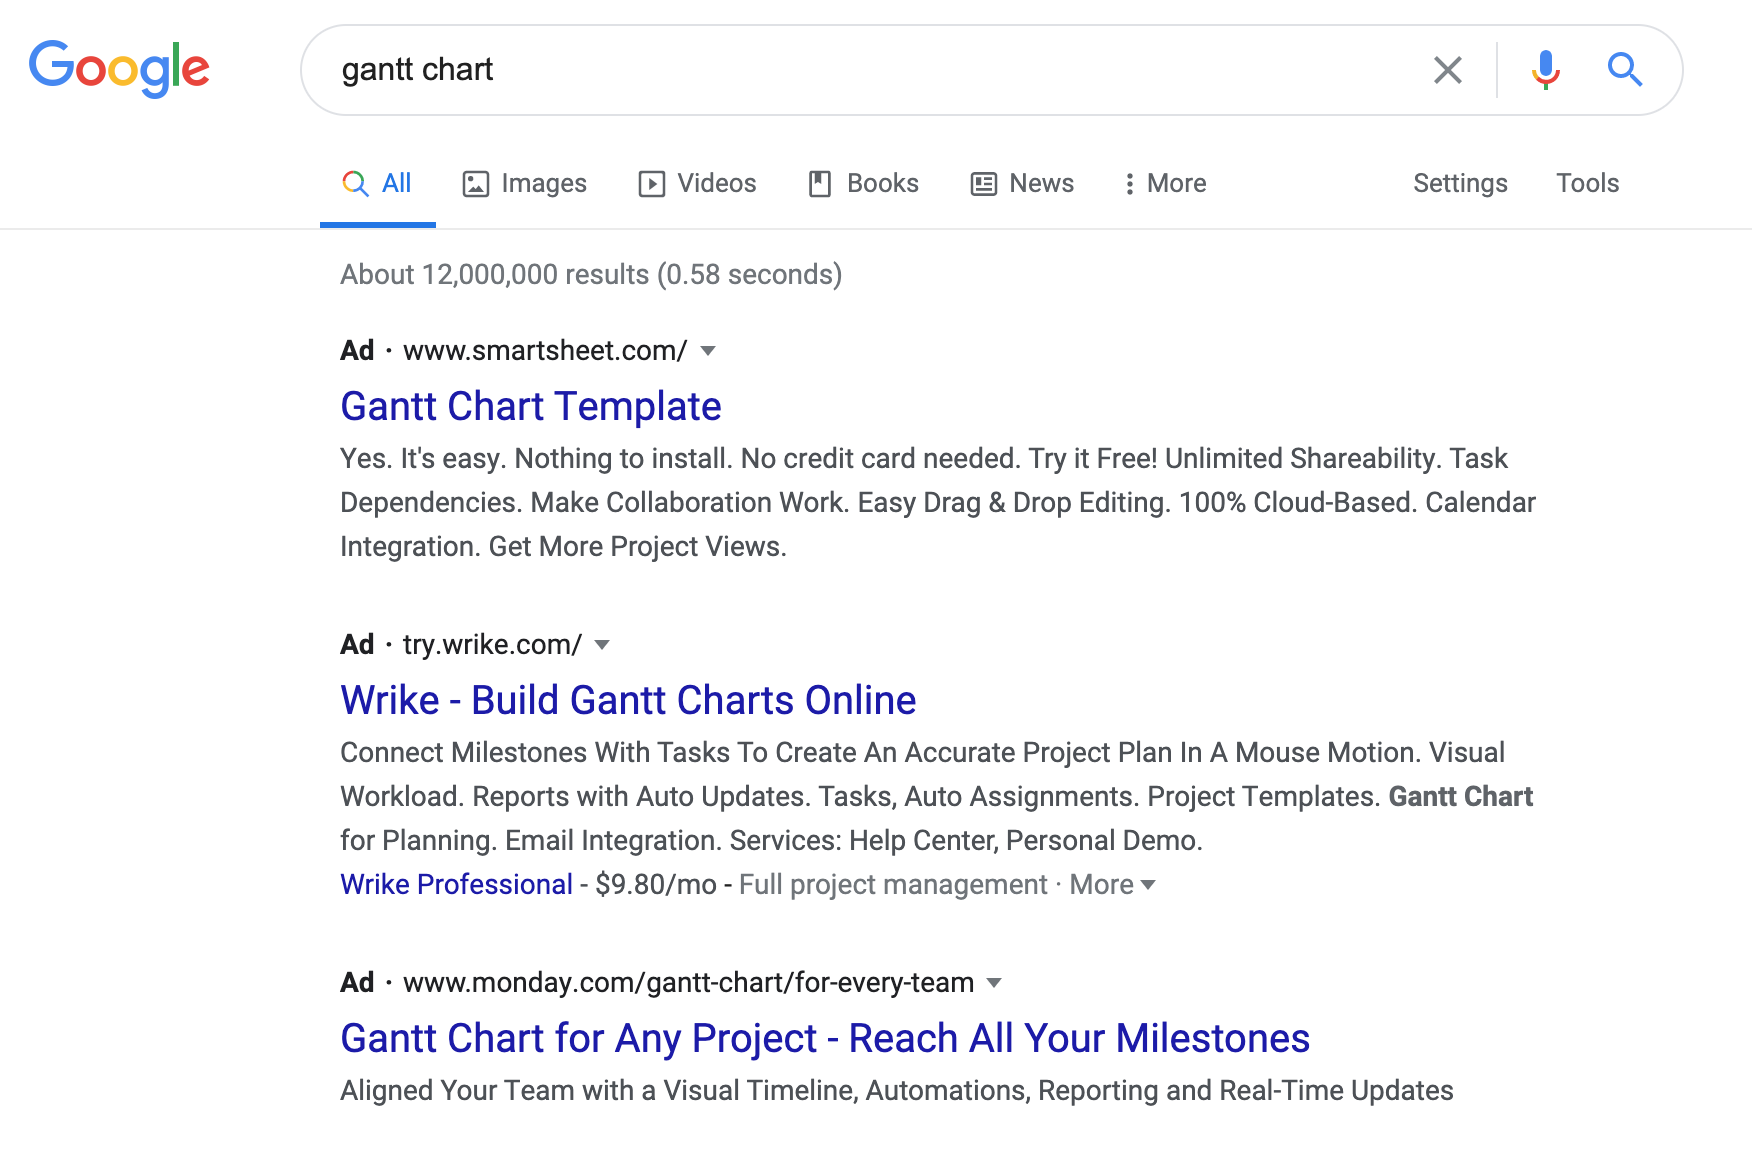 Google
gantt chart
All Images Videos Books News More Settings Tools
About 12,000,000 results (0.58 seconds)
Ad · www.smartsheet.com/
Gantt Chart Template
Yes. It's easy. Nothing to install. No credit card needed. Try it Free! Unlimited Shareability. Task
Dependencies. Make Collaboration Work. Easy Drag & Drop Editing. 100% Cloud-Based. Calendar
Integration. Get More Project Views.
Ad · try.wrike.com/
Wrike - Build Gantt Charts Online
Connect Milestones With Tasks To Create An Accurate Project Plan In A Mouse Motion. Visual
Workload. Reports with Auto Updates. Tasks, Auto Assignments. Project Templates. Gantt Chart
for Planning. Email Integration. Services: Help Center, Personal Demo.
Wrike Professional - $9.80/mo - Full project management · More
Ad · www.monday.com/gantt-chart/for-every-team
Gantt Chart for Any Project - Reach All Your Milestones
Aligned Your Team with a Visual Timeline, Automations, Reporting and Real-Time Updates